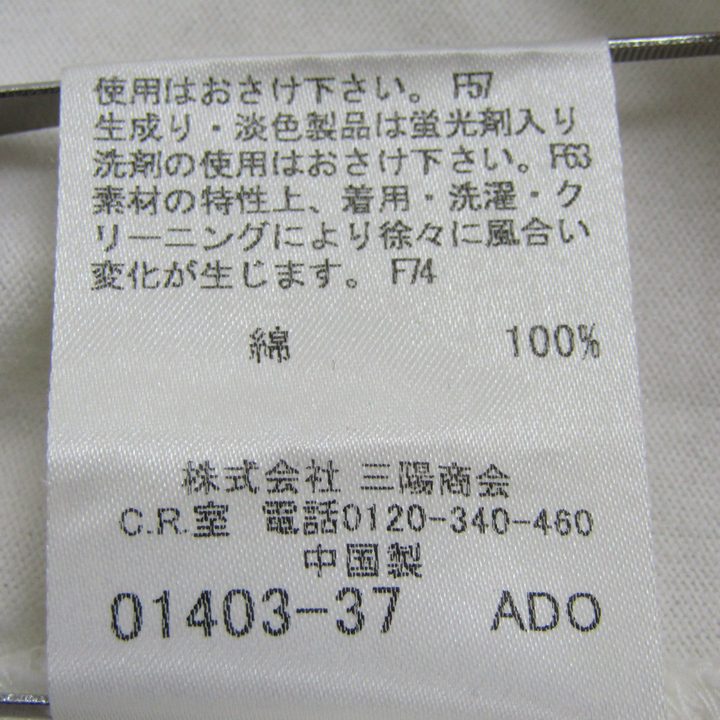 使用はおさけ下さい。 F57
生成り・淡色製品は蛍光剤入り
洗剤の使用はおさけ下さい。F63
素材の特性上、着用・洗濯・ク
リーニングにより徐々に風合い
変化が生じます。 F74
綿 100%
株式会社 三陽商会
C.R.室 電話0120-340-460
中国製
01403-37 ADO